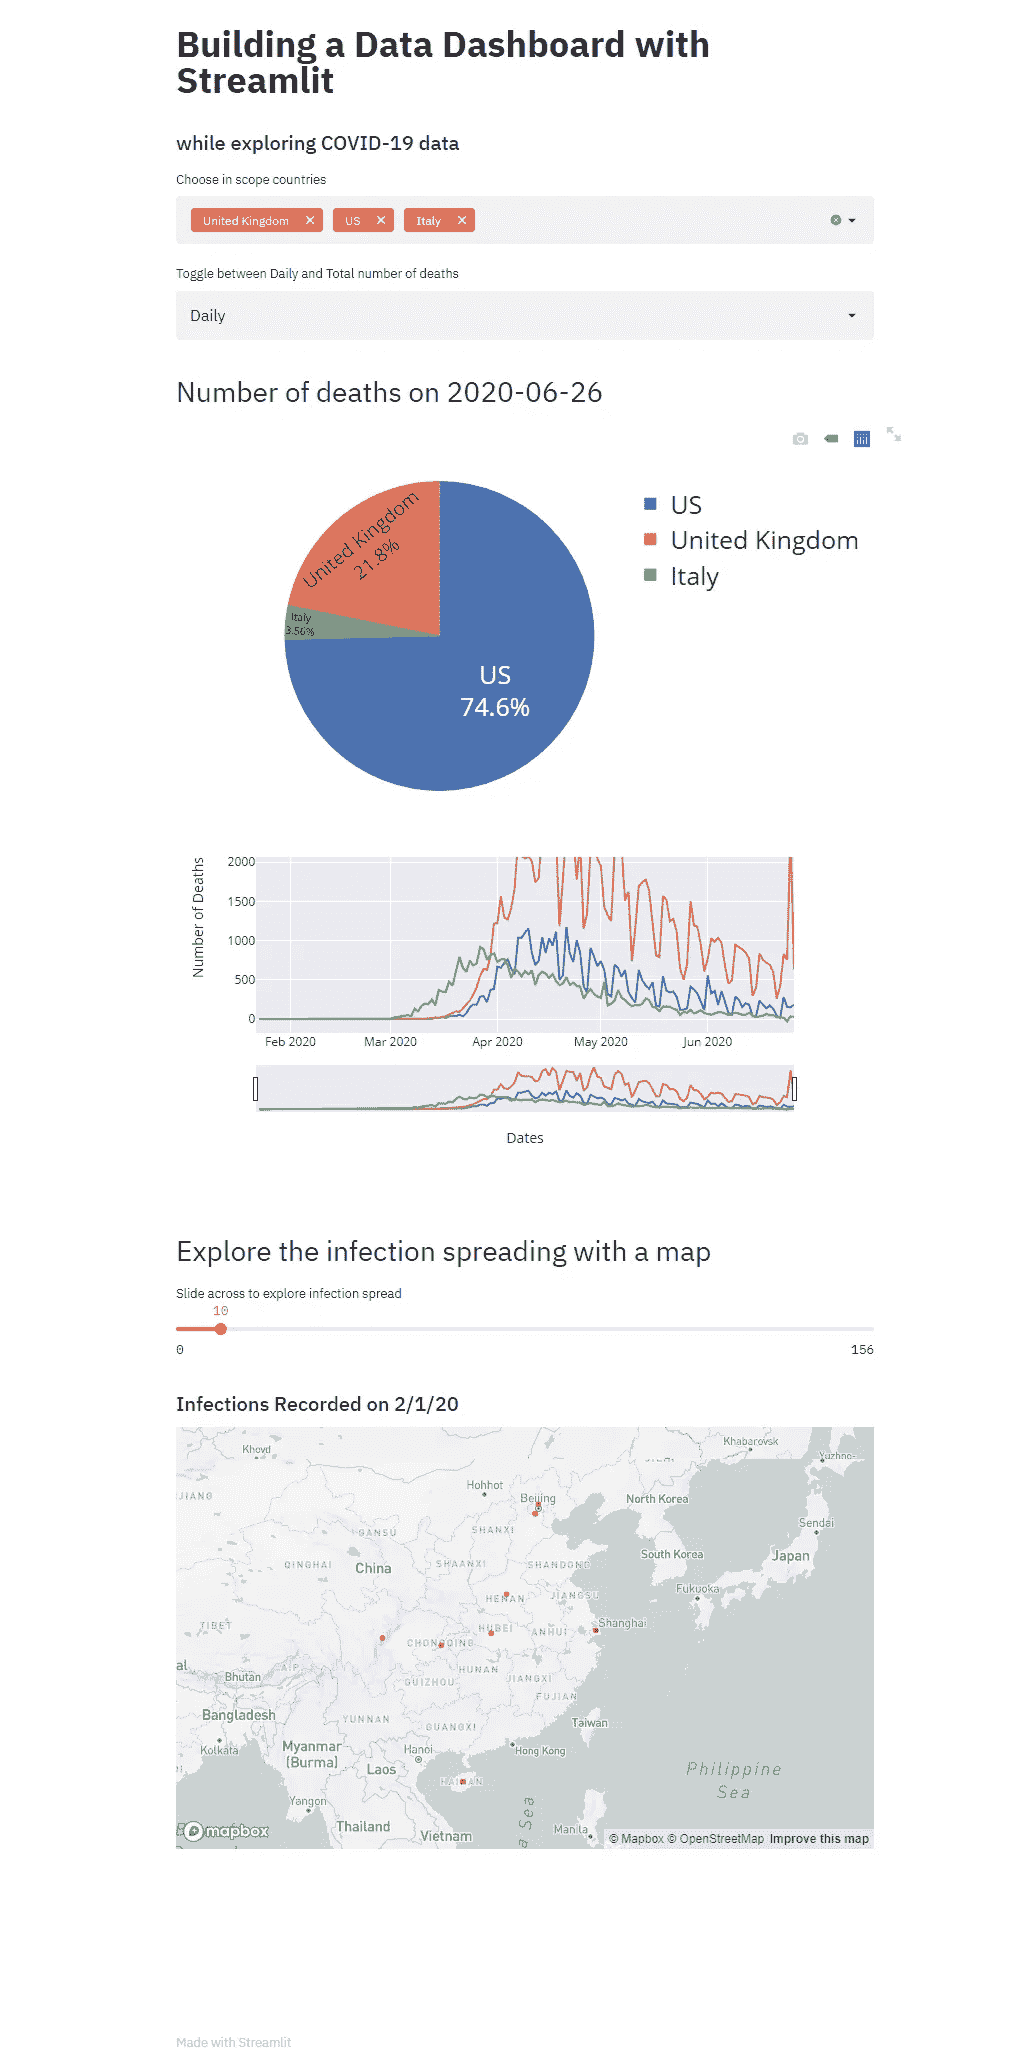 Building a Data Dashboard with
Streamlit
while exploring COVID-19 data
Choose in scope countries
United Kingdom
US
Italy
Toggle between Daily and Total number of deaths
Daily
Number of deaths on 2020-06-26
US
United Kingdom
Italy
United Kingdom
21.8%
Italy
3.56%
US
74.6%
Number of Deaths
2000
1500
1000
500
0
Feb 2020
Mar 2020
Apr 2020
May 2020
Jun 2020
Dates
Explore the infection spreading with a map
Slide across to explore infection spread
10
0
156
Infections Recorded on 2/1/20
Khovd
Khabarovsk
Yuzhno-
Hohhot
Beijing
North Korea
JIANG
Sendai
GANSU
SHANXI
South Korea
Japan
QINGHAI
China
SHAANXI
SHANDONG
Fukuoka
HENAN
JIANGSU
TIBET
Shanghai
CHONGQING
HUBEI
ANHUI
al
A.P.
Bhutan
HUNAN
JIANGXI
GUIZHOU
FUJIAN
Bangladesh
YUNNAN
GUANGXI
Taiwan
Kolkata
Myanmar
(Burma)
Hanoi
Hong Kong
Laos
HAINAN
Philippine
Sea
Yangon
Thailand
Vietnam
a Sea
Manila
mapbox
© Mapbox © OpenStreetMap Improve this map
Made with Streamlit